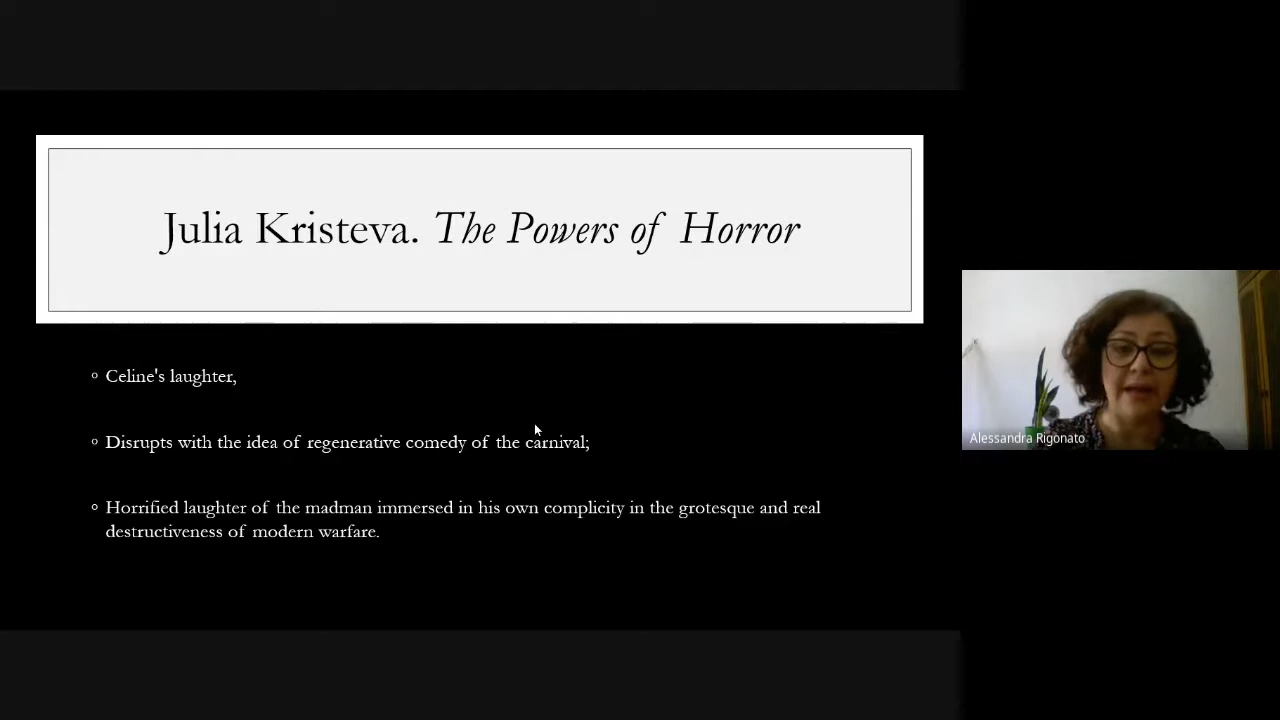 Julia Kristeva. The Powers of Horror
Celine's laughter,
Disrupts with the idea of regenerative comedy of the carnival;
Horrified laughter of the madman immersed in his own complicity in the grotesque and real
destructiveness of modern warfare.
Alessandra Rigonato